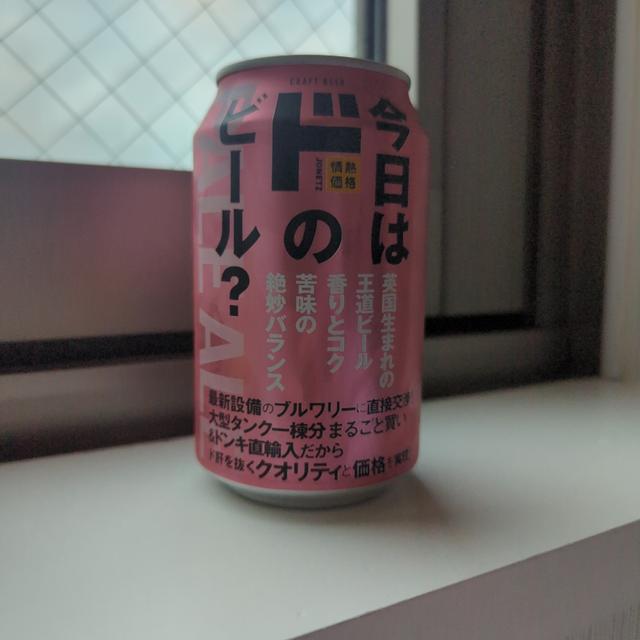 CRAFT BEER
今日は
ドの
ビール?
情熱
価格
JONETZ
英国生まれの
王道ビール
香りとコク
苦味の
絶妙バランス
ALE AL
最新設備のブルワリーに直接交渉!
大型タンク一棟分まるごと買い
&ドンキ直輸入だから
ド肝を抜くクオリティと価格を実現